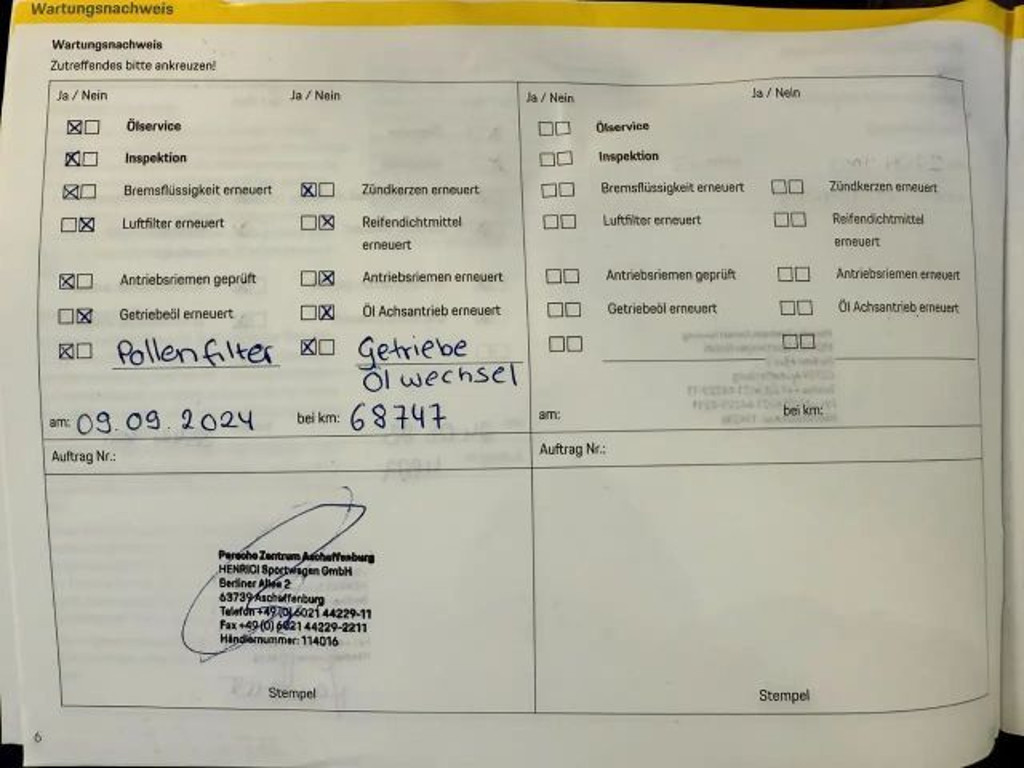 Wartungsnachweis
Wartungsnachweis
Zutreffendes bitte ankreuzen!
Ja / Nein Ja / Nein
Ölservice
Inspektion
Bremsflüssigkeit erneuert Zündkerzen erneuert
Luftfilter erneuert Reifendichtmittel
erneuert
Antriebsriemen geprüft Antriebsriemen erneuert
Getriebeöl erneuert Öl Achsantrieb erneuert
Pollenfilter Getriebe
Öl wechsel
am: 09.09.2024 bei km: 68747
Auftrag Nr.:
Porsche Zentrum Aschaffenburg
HENRICI Sportwagen GmbH
Berliner Allee 2
63739 Aschaffenburg
Telefon +49 (0) 6021 44229-11
Fax +49 (0) 6021 44229-2211
Händlernummer: 114016
Stempel
Ja / Nein Ja / Nein
Ölservice
Inspektion
Bremsflüssigkeit erneuert Zündkerzen erneuert
Luftfilter erneuert Reifendichtmittel
erneuert
Antriebsriemen geprüft Antriebsriemen erneuert
Getriebeöl erneuert Öl Achsantrieb erneuert
am: bei km:
Auftrag Nr.:
Stempel
6